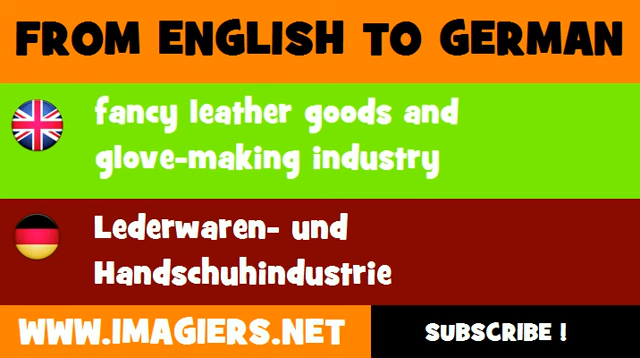 FROM ENGLISH TO GERMAN
fancy leather goods and
glove-making industry
Lederwaren- und
Handschuhindustrie
WWW.IMAGIERS.NET
SUBSCRIBE !